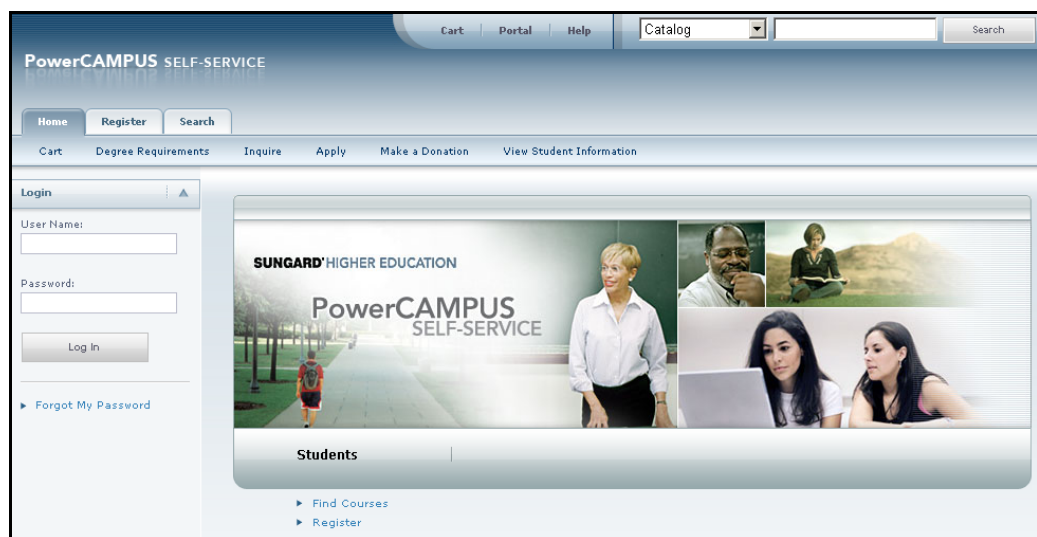 Cart Portal Help Catalog Search
PowerCAMPUS SELF-SERVICE
Home Register Search
Cart Degree Requirements Inquire Apply Make a Donation View Student Information
Login
User Name:
Password:
Log In
Forgot My Password
SUNGARD' HIGHER EDUCATION
PowerCAMPUS
SELF-SERVICE
Students
Find Courses
Register